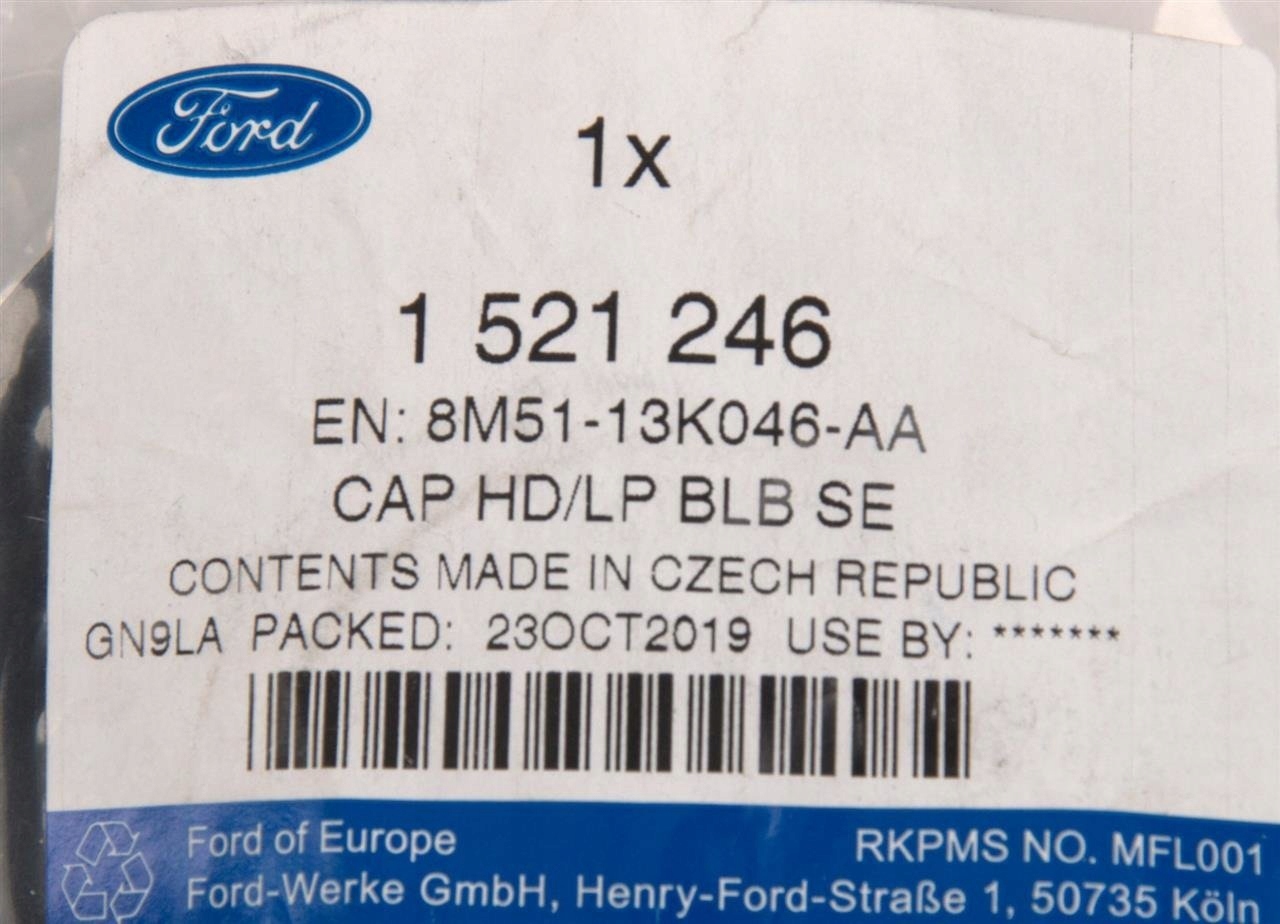 Ford
1x
1 521 246
EN: 8M51-13K046-AA
CAP HD/LP BLB SE
CONTENTS MADE IN CZECH REPUBLIC
GN9LA PACKED: 23OCT2019 USE BY: *******
Ford of Europe RKPMS NO. MFL001
Ford-Werke GmbH, Henry-Ford-Straße 1, 50735 Köln